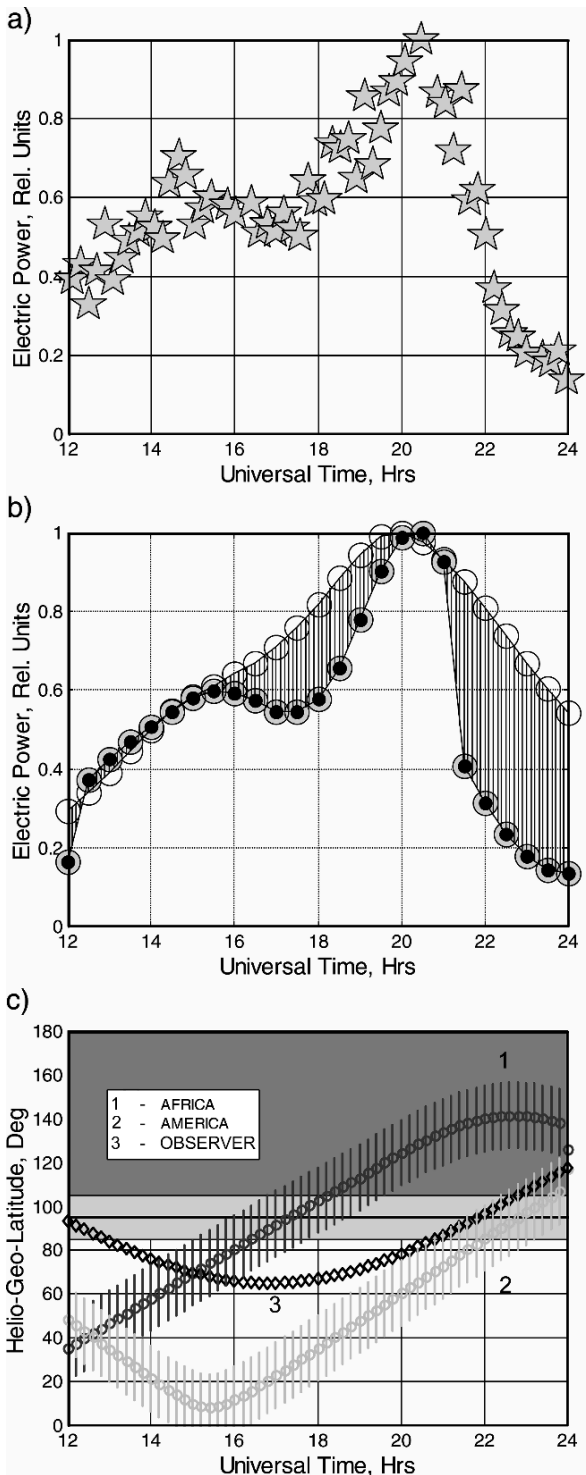 a)
1
0.8
0.6
0.4
0.2
0
Electric Power, Rel. Units
12 14 16 18 20 22 24
Universal Time, Hrs
b)
1
0.8
0.6
0.4
0.2
0
Electric Power, Rel. Units
12 14 16 18 20 22 24
Universal Time, Hrs
c)
180
160
140
120
100
80
60
40
20
0
Helio-Geo-Latitude, Deg
1
1 - AFRICA
2 - AMERICA
3 - OBSERVER
3
2
12 14 16 18 20 22 24
Universal Time, Hrs